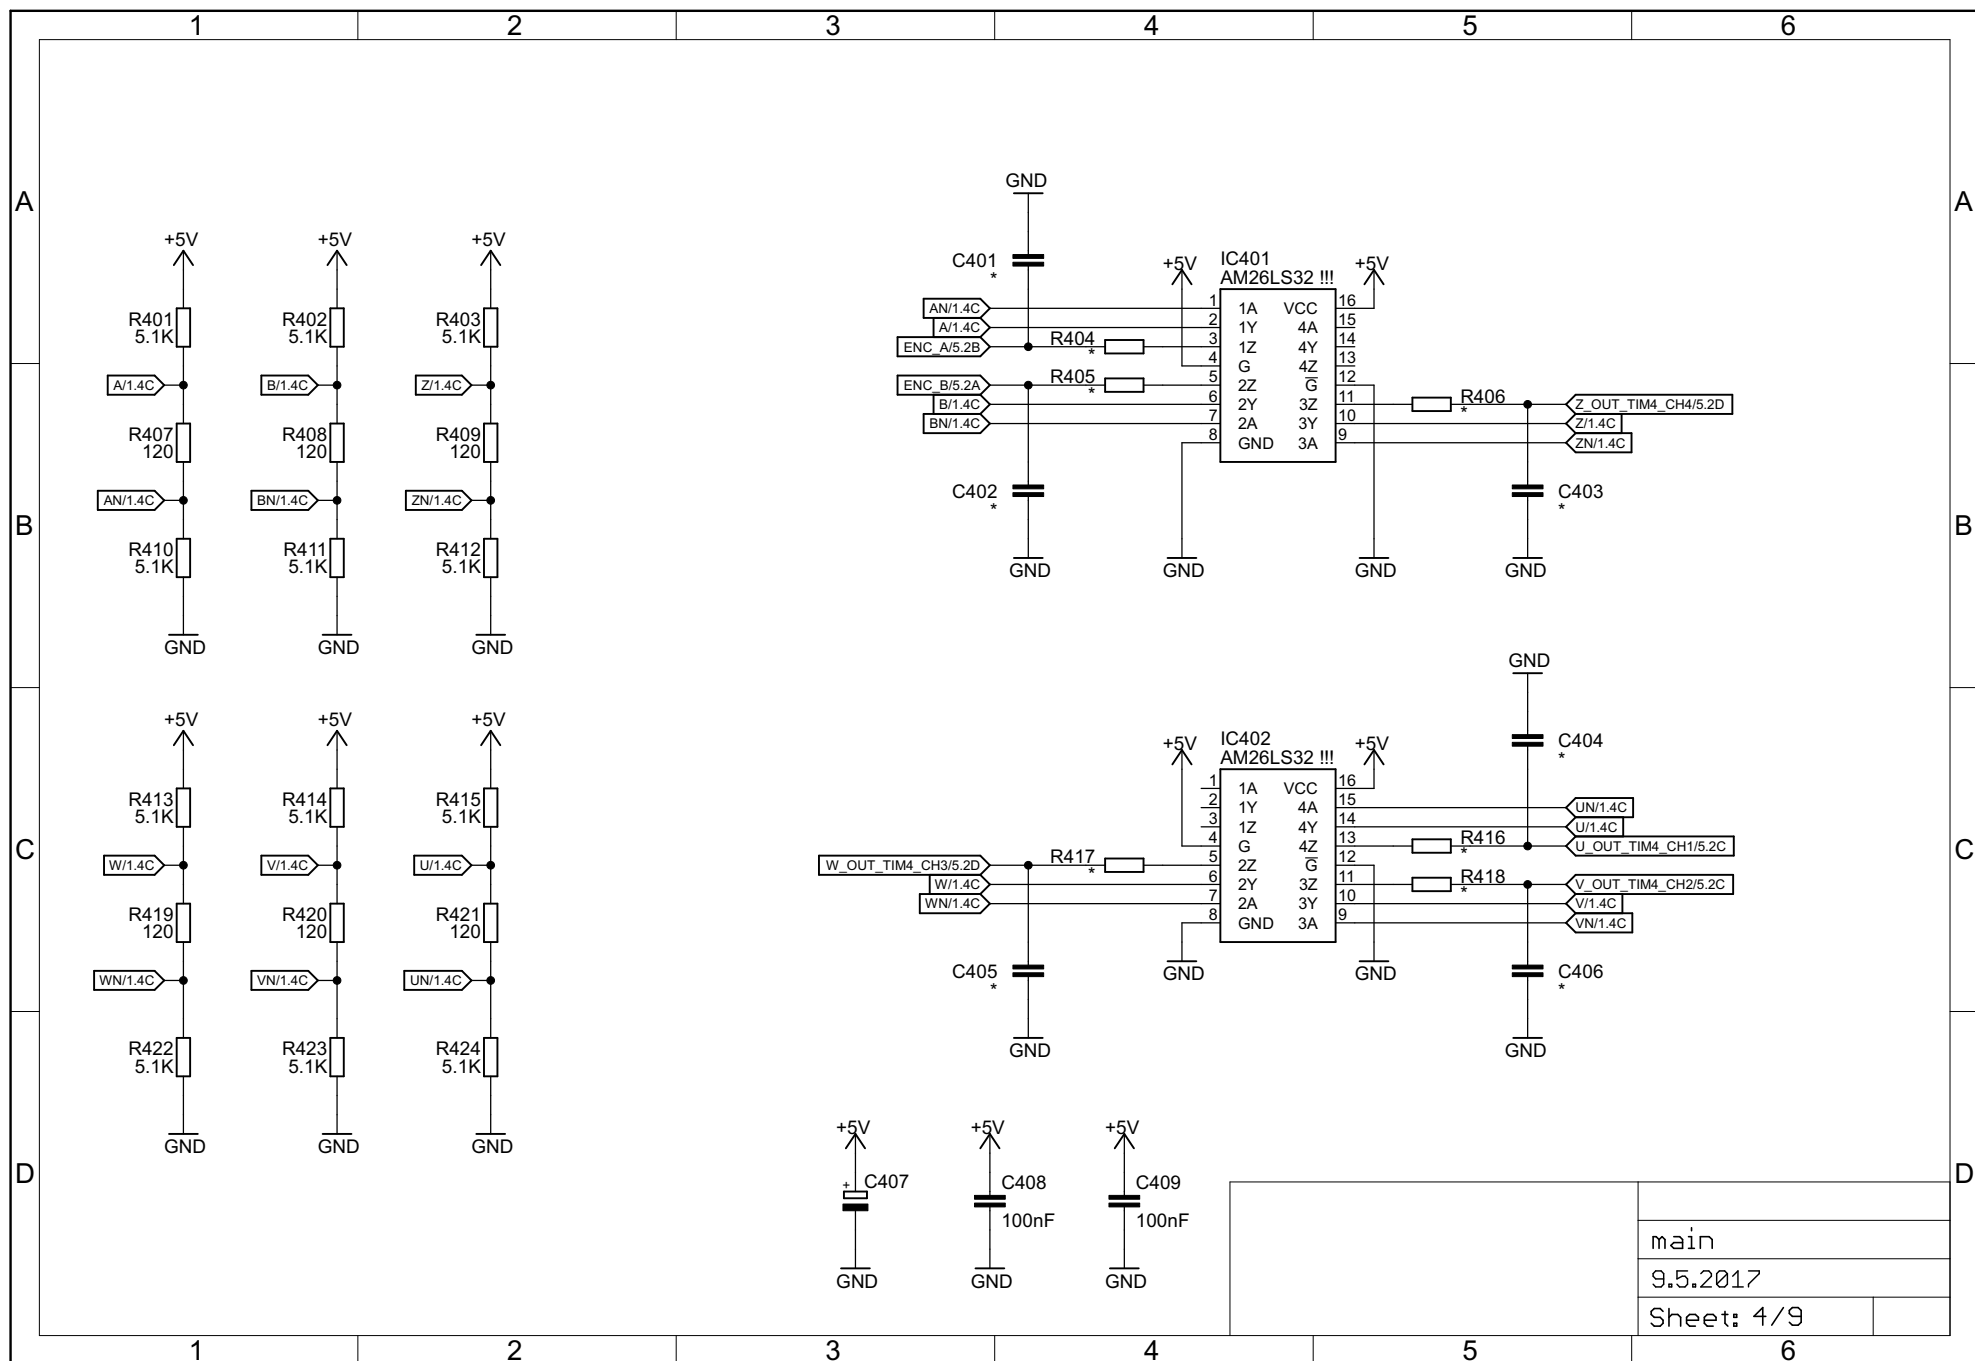 1 2 3 4 5 6
A A
B B
C C
D D
+5V +5V +5V
R401 R402 R403
5.1K 5.1K 5.1K
A/1.4C B/1.4C Z/1.4C
R407 R408 R409
120 120 120
AN/1.4C BN/1.4C ZN/1.4C
R410 R411 R412
5.1K 5.1K 5.1K
GND GND GND
+5V +5V +5V
R413 R414 R415
5.1K 5.1K 5.1K
W/1.4C V/1.4C U/1.4C
R419 R420 R421
120 120 120
WN/1.4C VN/1.4C UN/1.4C
R422 R423 R424
5.1K 5.1K 5.1K
GND GND GND
GND
C401
*
+5V IC401 +5V
AM26LS32 !!!
AN/1.4C 1 1A VCC 16
A/1.4C 2 1Y 4A 15
ENC_A/5.2B R404 * 3 1Z 4Y 14
4 G 4Z 13
ENC_B/5.2A R405 * 5 2Z G 12
B/1.4C 6 2Y 3Z 11 R406 * Z_OUT_TIM4_CH4/5.2D
BN/1.4C 7 2A 3Y 10 Z/1.4C
8 GND 3A 9 ZN/1.4C
C402 C403
* *
GND GND GND GND
GND
C404
*
+5V IC402 +5V
AM26LS32 !!!
1 1A VCC 16
2 1Y 4A 15 UN/1.4C
3 1Z 4Y 14 U/1.4C
4 G 4Z 13 R416 * U_OUT_TIM4_CH1/5.2C
W_OUT_TIM4_CH3/5.2D R417 * 5 2Z G 12
W/1.4C 6 2Y 3Z 11 R418 * V_OUT_TIM4_CH2/5.2C
WN/1.4C 7 2A 3Y 10 V/1.4C
8 GND 3A 9 VN/1.4C
C405 GND GND C406
* *
GND GND
+5V +5V +5V
+ C407 C408 C409
100nF 100nF
GND GND GND
main
9.5.2017
Sheet: 4/9
1 2 3 4 5 6